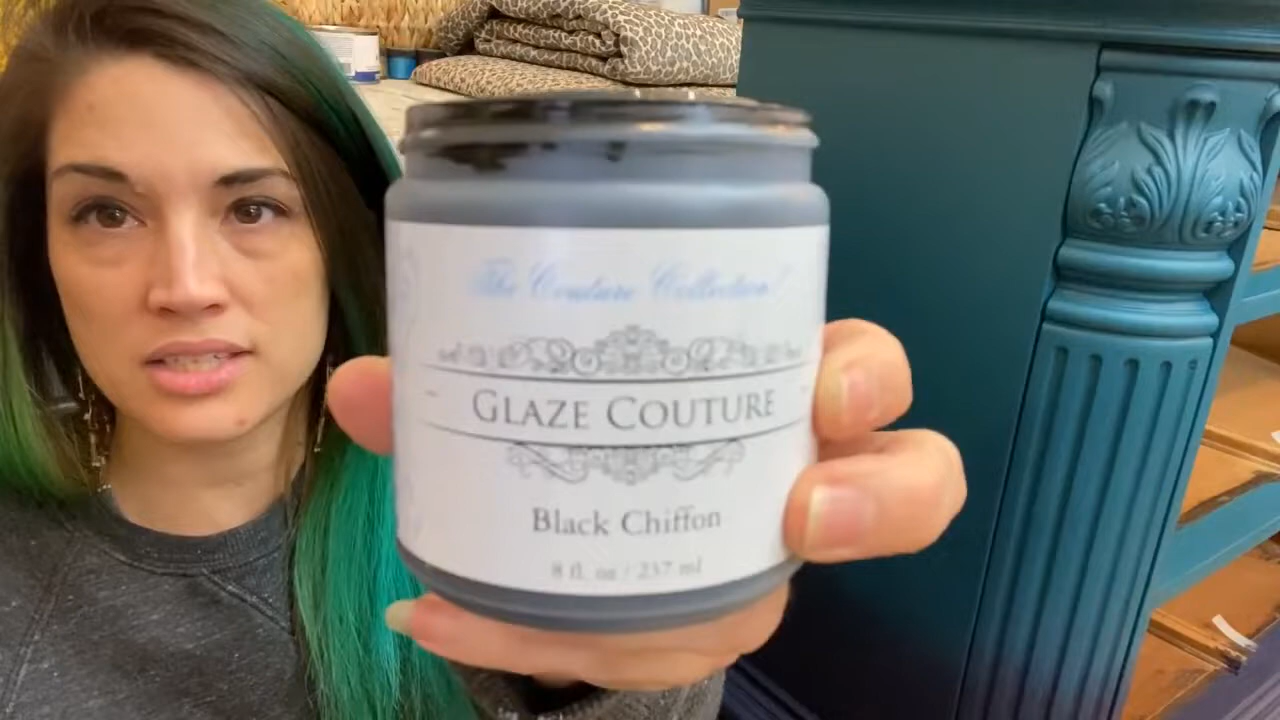 The Couture Collection!
GLAZE COUTURE
Black Chiffon
8 fl. oz / 237 ml